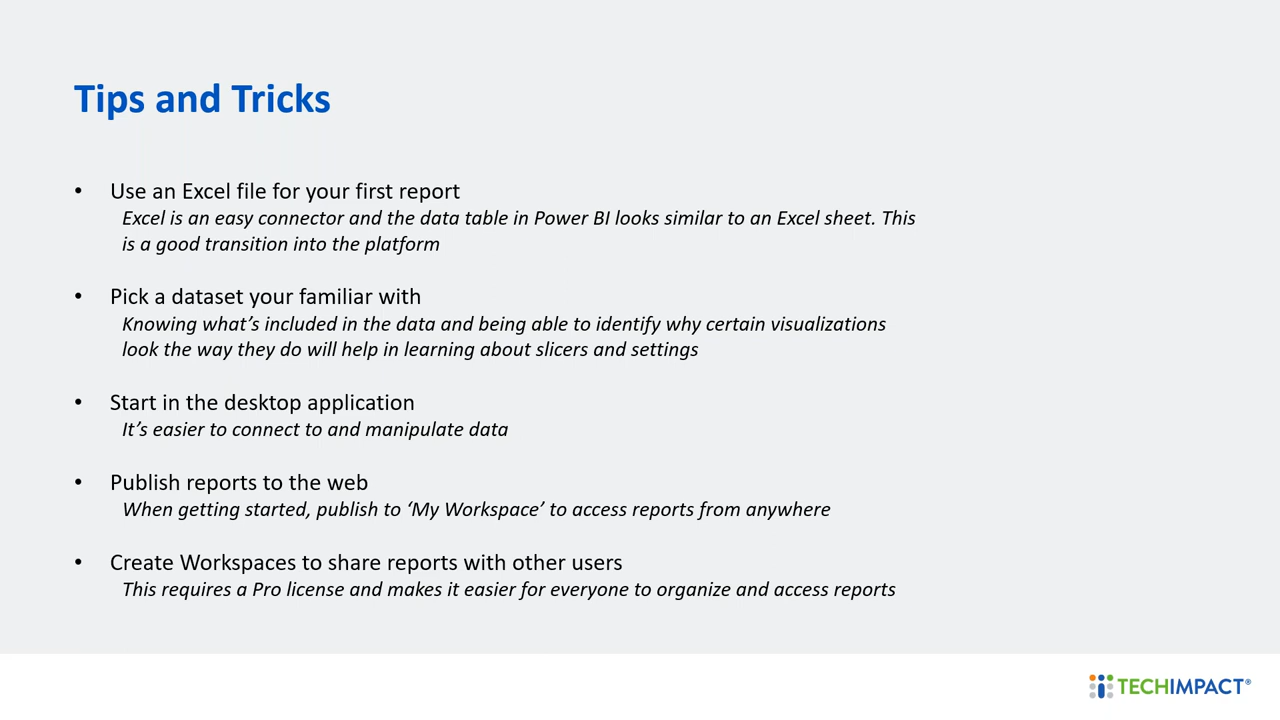 Tips and Tricks
• Use an Excel file for your first report
Excel is an easy connector and the data table in Power BI looks similar to an Excel sheet. This
is a good transition into the platform
• Pick a dataset your familiar with
Knowing what’s included in the data and being able to identify why certain visualizations
look the way they do will help in learning about slicers and settings
• Start in the desktop application
It’s easier to connect to and manipulate data
• Publish reports to the web
When getting started, publish to ‘My Workspace’ to access reports from anywhere
• Create Workspaces to share reports with other users
This requires a Pro license and makes it easier for everyone to organize and access reports
TECHIMPACT®